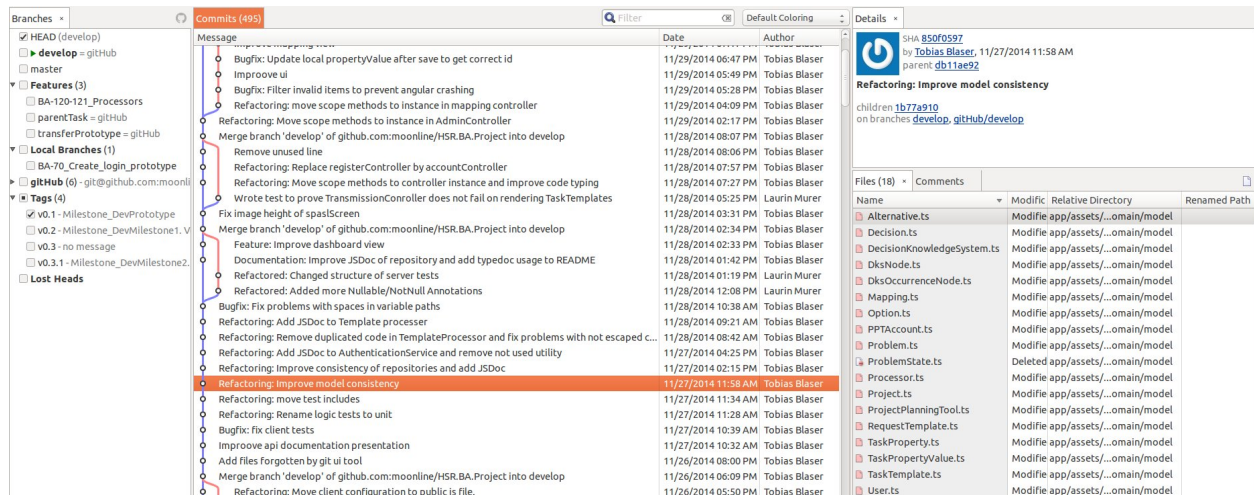 Branches × Commits (495) Filter Default Coloring Details ×
HEAD (develop)
develop = gitHub
master
Features (3)
BA-120-121_Processors
parentTask = gitHub
transferPrototype = gitHub
Local Branches (1)
BA-70_Create_login_prototype
gitHub (6) - git@github.com:moonli
Tags (4)
v0.1 - Milestone_DevPrototype
v0.2 - Milestone_DevMilestone1. V
v0.3 - no message
v0.3.1 - Milestone_DevMilestone2.
Lost Heads
Message Date Author
Bugfix: Update local propertyValue after save to get correct id 11/29/2014 06:47 PM Tobias Blaser
Improove ui 11/29/2014 05:49 PM Tobias Blaser
Bugfix: Filter invalid items to prevent angular crashing 11/29/2014 05:28 PM Tobias Blaser
Refactoring: move scope methods to instance in mapping controller 11/29/2014 04:09 PM Tobias Blaser
Refactoring: Move scope methods to instance in AdminController 11/29/2014 02:17 PM Tobias Blaser
Merge branch 'develop' of github.com:moonline/HSR.BA.Project into develop 11/28/2014 08:07 PM Tobias Blaser
Remove unused line 11/28/2014 08:06 PM Tobias Blaser
Refactoring: Replace registerController by accountController 11/28/2014 07:57 PM Tobias Blaser
Refactoring: Move scope methods to controller instance and improve code typing 11/28/2014 07:27 PM Tobias Blaser
Wrote test to prove TransmissionConroller does not fail on rendering TaskTemplates 11/28/2014 05:25 PM Laurin Murer
Fix image height of spaslScreen 11/28/2014 03:31 PM Tobias Blaser
Merge branch 'develop' of github.com:moonline/HSR.BA.Project into develop 11/28/2014 02:34 PM Tobias Blaser
Feature: Improve dashboard view 11/28/2014 02:33 PM Tobias Blaser
Documentation: Improve JSDoc of repository and add typedoc usage to README 11/28/2014 01:42 PM Tobias Blaser
Refactored: Changed structure of server tests 11/28/2014 01:19 PM Laurin Murer
Refactored: Added more Nullable/NotNull Annotations 11/28/2014 12:08 PM Laurin Murer
Bugfix: Fix problems with spaces in variable paths 11/28/2014 10:38 AM Tobias Blaser
Refactoring: Add JSDoc to Template processer 11/28/2014 09:21 AM Tobias Blaser
Refactoring: Remove duplicated code in TemplateProcessor and fix problems with not escaped c... 11/28/2014 08:42 AM Tobias Blaser
Refactoring: Add JSDoc to AuthenticationService and remove not used utility 11/27/2014 04:25 PM Tobias Blaser
Refactoring: Improve consistency of repositories and add JSDoc 11/27/2014 02:15 PM Tobias Blaser
Refactoring: Improve model consistency 11/27/2014 11:58 AM Tobias Blaser
Refactoring: move test includes 11/27/2014 11:34 AM Tobias Blaser
Refactoring: Rename logic tests to unit 11/27/2014 11:28 AM Tobias Blaser
Bugfix: fix client tests 11/27/2014 10:39 AM Tobias Blaser
Improove api documentation presentation 11/27/2014 10:32 AM Tobias Blaser
Add files forgotten by git ui tool 11/26/2014 08:00 PM Tobias Blaser
Merge branch 'develop' of github.com:moonline/HSR.BA.Project into develop 11/26/2014 06:09 PM Tobias Blaser
Refactoring: Move client configuration to public js file. 11/26/2014 05:50 PM Tobias Blaser
SHA 850f0597
by Tobias Blaser, 11/27/2014 11:58 AM
parent db11ae92
Refactoring: Improve model consistency
children 1b77a910
on branches develop, gitHub/develop
Files (18) × Comments
Name Modific Relative Directory Renamed Path
Alternative.ts Modifie app/assets/...omain/model
Decision.ts Modifie app/assets/...omain/model
DecisionKnowledgeSystem.ts Modifie app/assets/...omain/model
DksNode.ts Modifie app/assets/...omain/model
DksOccurrenceNode.ts Modifie app/assets/...omain/model
Mapping.ts Modifie app/assets/...omain/model
Option.ts Modifie app/assets/...omain/model
PPTAccount.ts Modifie app/assets/...omain/model
Problem.ts Modifie app/assets/...omain/model
ProblemState.ts Deleted app/assets/...omain/model
Processor.ts Modifie app/assets/...omain/model
Project.ts Modifie app/assets/...omain/model
ProjectPlanningTool.ts Modifie app/assets/...omain/model
RequestTemplate.ts Modifie app/assets/...omain/model
TaskProperty.ts Modifie app/assets/...omain/model
TaskPropertyValue.ts Modifie app/assets/...omain/model
TaskTemplate.ts Modifie app/assets/...omain/model
User.ts Modifie app/assets/...omain/model